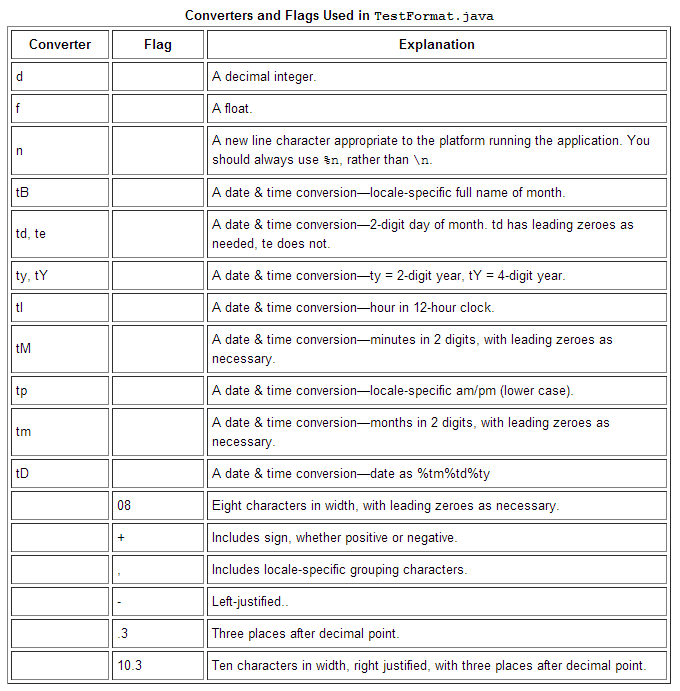 Converters and Flags Used in TestFormat.java
Converter Flag Explanation
d A decimal integer.
f A float.
n A new line character appropriate to the platform running the application. You
should always use %n, rather than \n.
tB A date & time conversion—locale-specific full name of month.
td, te A date & time conversion—2-digit day of month. td has leading zeroes as
needed, te does not.
ty, tY A date & time conversion—ty = 2-digit year, tY = 4-digit year.
tl A date & time conversion—hour in 12-hour clock.
tM A date & time conversion—minutes in 2 digits, with leading zeroes as
necessary.
tp A date & time conversion—locale-specific am/pm (lower case).
tm A date & time conversion—months in 2 digits, with leading zeroes as
necessary.
tD A date & time conversion—date as %tm%td%ty
08 Eight characters in width, with leading zeroes as necessary.
+ Includes sign, whether positive or negative.
, Includes locale-specific grouping characters.
- Left-justified..
.3 Three places after decimal point.
10.3 Ten characters in width, right justified, with three places after decimal point.